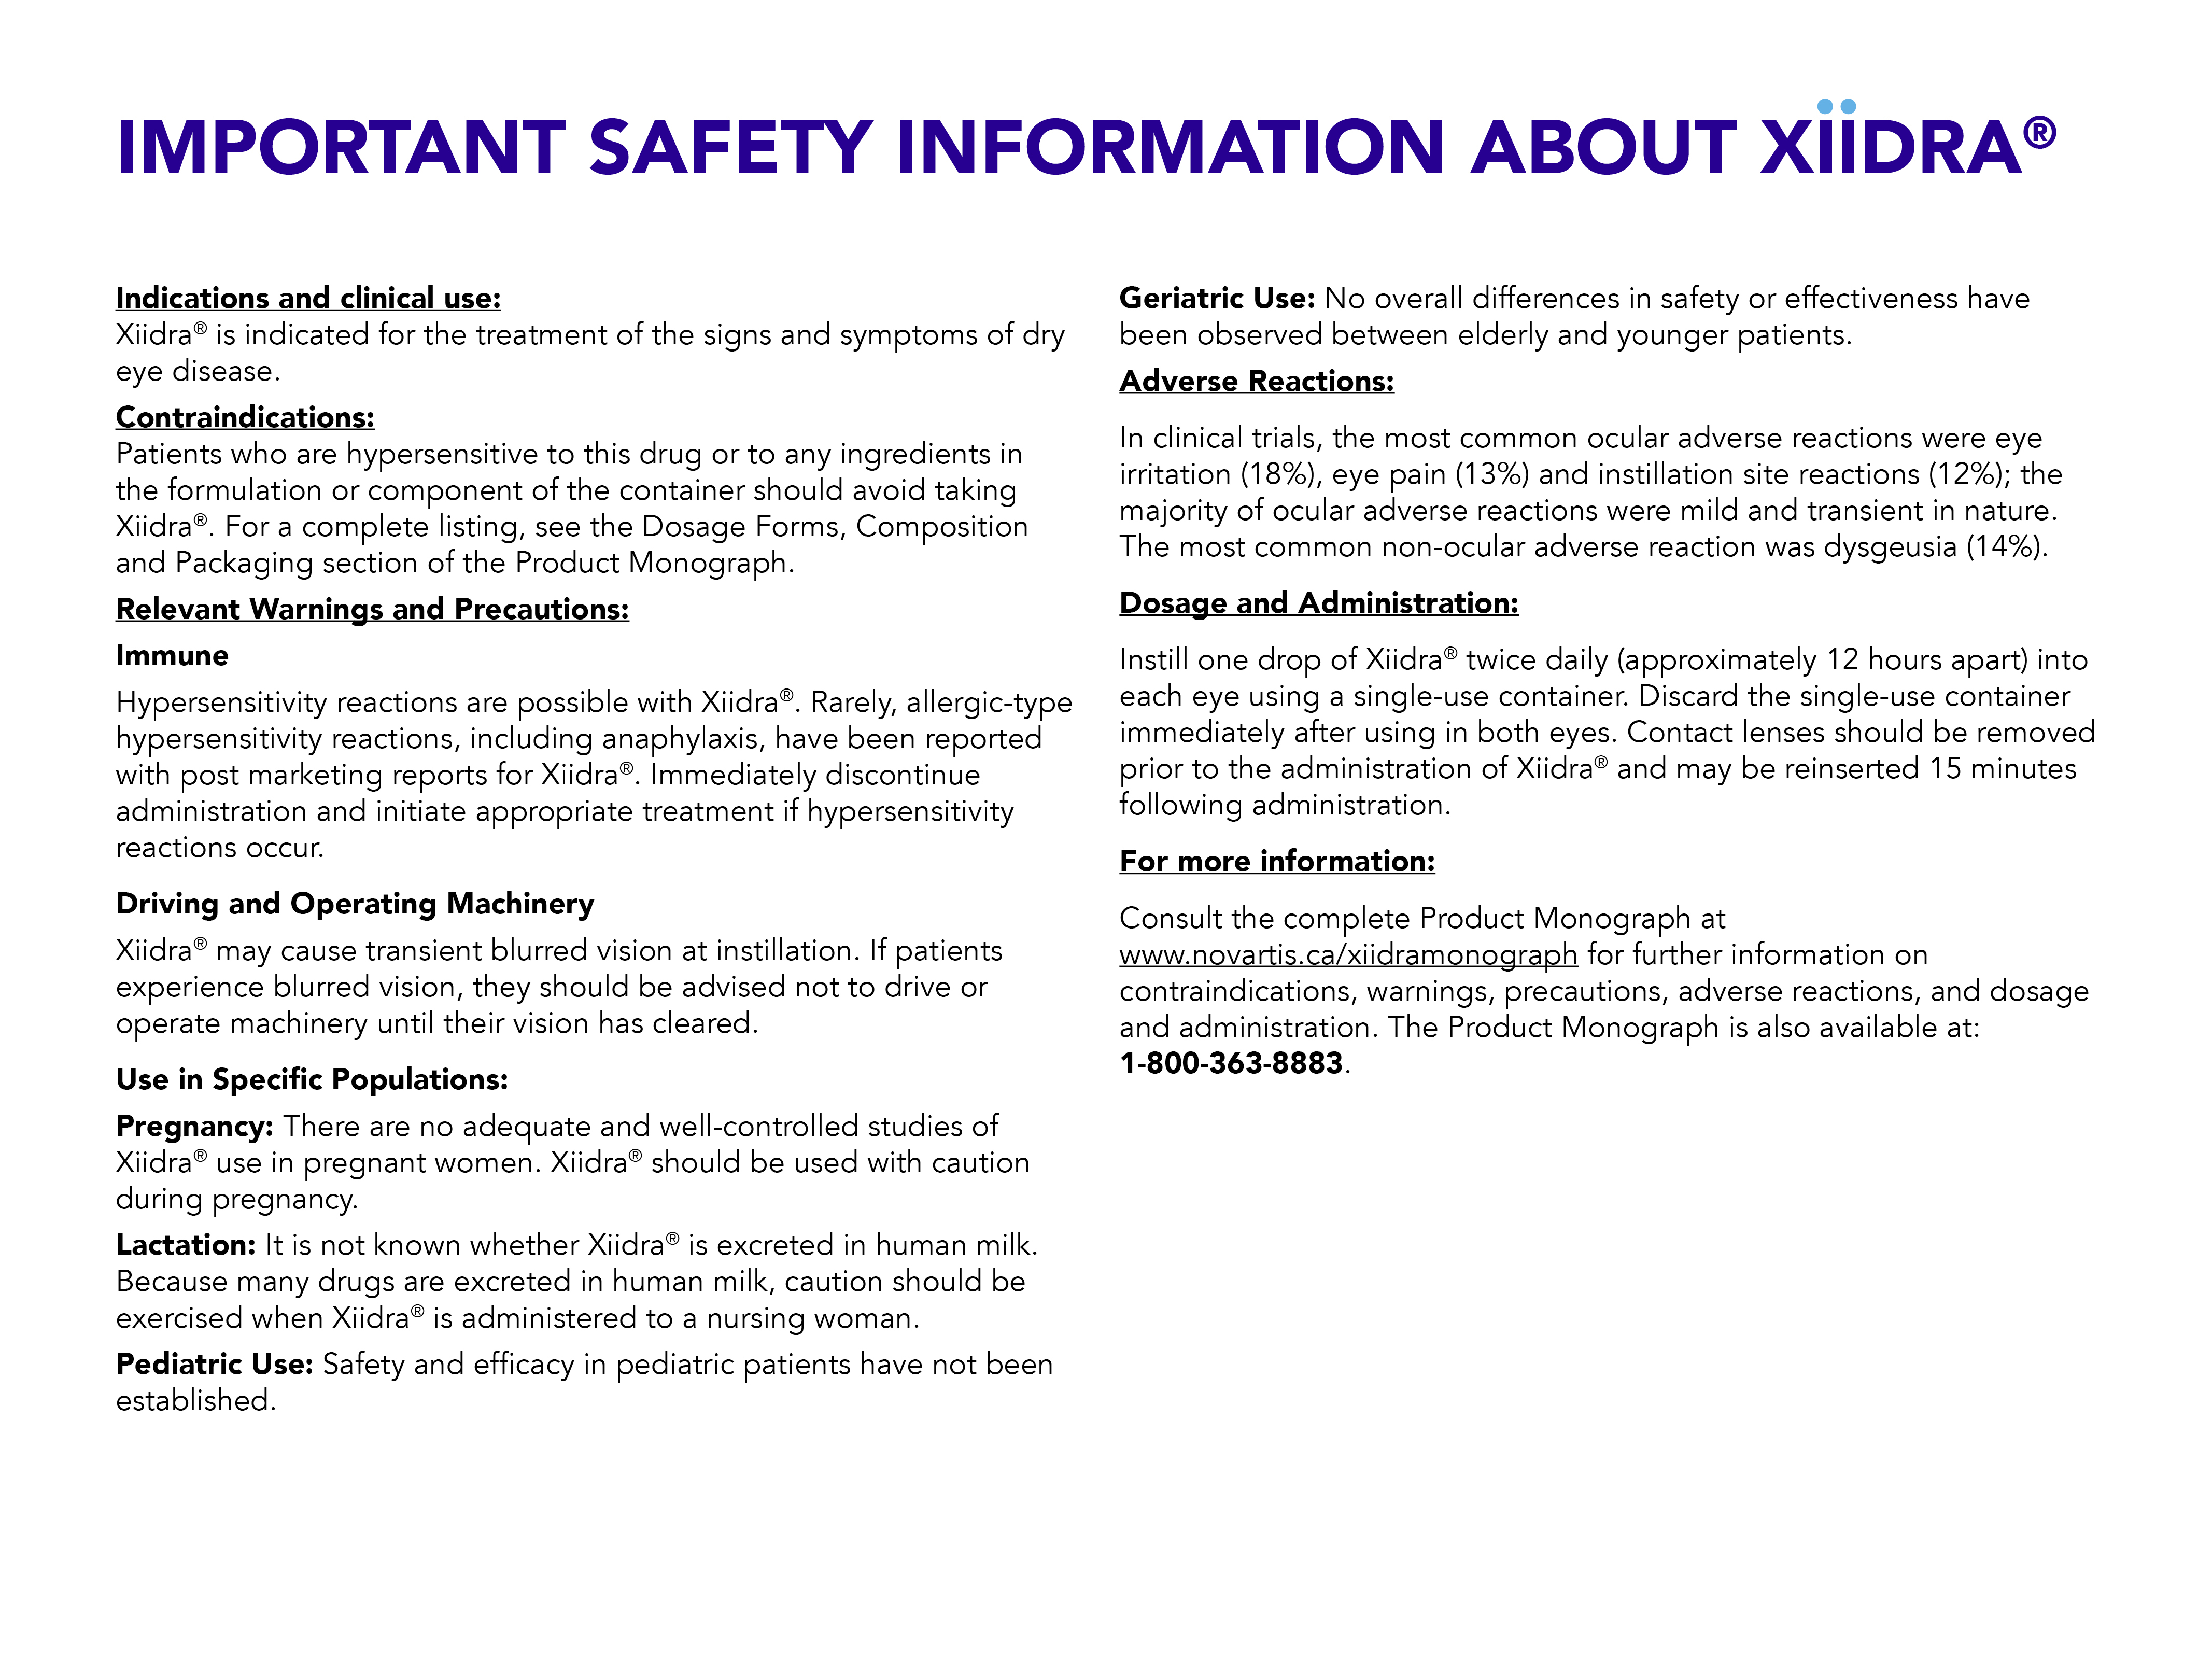 IMPORTANT SAFETY INFORMATION ABOUT XIIDRA®
Indications and clinical use:
Xiidra® is indicated for the treatment of the signs and symptoms of dry
eye disease.
Contraindications:
Patients who are hypersensitive to this drug or to any ingredients in
the formulation or component of the container should avoid taking
Xiidra®. For a complete listing, see the Dosage Forms, Composition
and Packaging section of the Product Monograph.
Relevant Warnings and Precautions:
Immune
Hypersensitivity reactions are possible with Xiidra®. Rarely, allergic-type
hypersensitivity reactions, including anaphylaxis, have been reported
with post marketing reports for Xiidra®. Immediately discontinue
administration and initiate appropriate treatment if hypersensitivity
reactions occur.
Driving and Operating Machinery
Xiidra® may cause transient blurred vision at instillation. If patients
experience blurred vision, they should be advised not to drive or
operate machinery until their vision has cleared.
Use in Specific Populations:
Pregnancy: There are no adequate and well-controlled studies of
Xiidra® use in pregnant women. Xiidra® should be used with caution
during pregnancy.
Lactation: It is not known whether Xiidra® is excreted in human milk.
Because many drugs are excreted in human milk, caution should be
exercised when Xiidra® is administered to a nursing woman.
Pediatric Use: Safety and efficacy in pediatric patients have not been
established.
Geriatric Use: No overall differences in safety or effectiveness have
been observed between elderly and younger patients.
Adverse Reactions:
In clinical trials, the most common ocular adverse reactions were eye
irritation (18%), eye pain (13%) and instillation site reactions (12%); the
majority of ocular adverse reactions were mild and transient in nature.
The most common non-ocular adverse reaction was dysgeusia (14%).
Dosage and Administration:
Instill one drop of Xiidra® twice daily (approximately 12 hours apart) into
each eye using a single-use container. Discard the single-use container
immediately after using in both eyes. Contact lenses should be removed
prior to the administration of Xiidra® and may be reinserted 15 minutes
following administration.
For more information:
Consult the complete Product Monograph at
www.novartis.ca/xiidramonograph for further information on
contraindications, warnings, precautions, adverse reactions, and dosage
and administration. The Product Monograph is also available at:
1-800-363-8883.